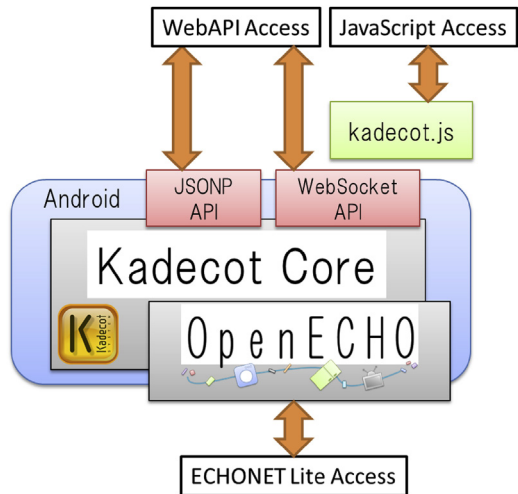 WebAPI Access
JavaScript Access
kadecot.js
Android
JSONP
API
WebSocket
API
Kadecot Core
K
Kadecot
OpenECHO
ECHONET Lite Access